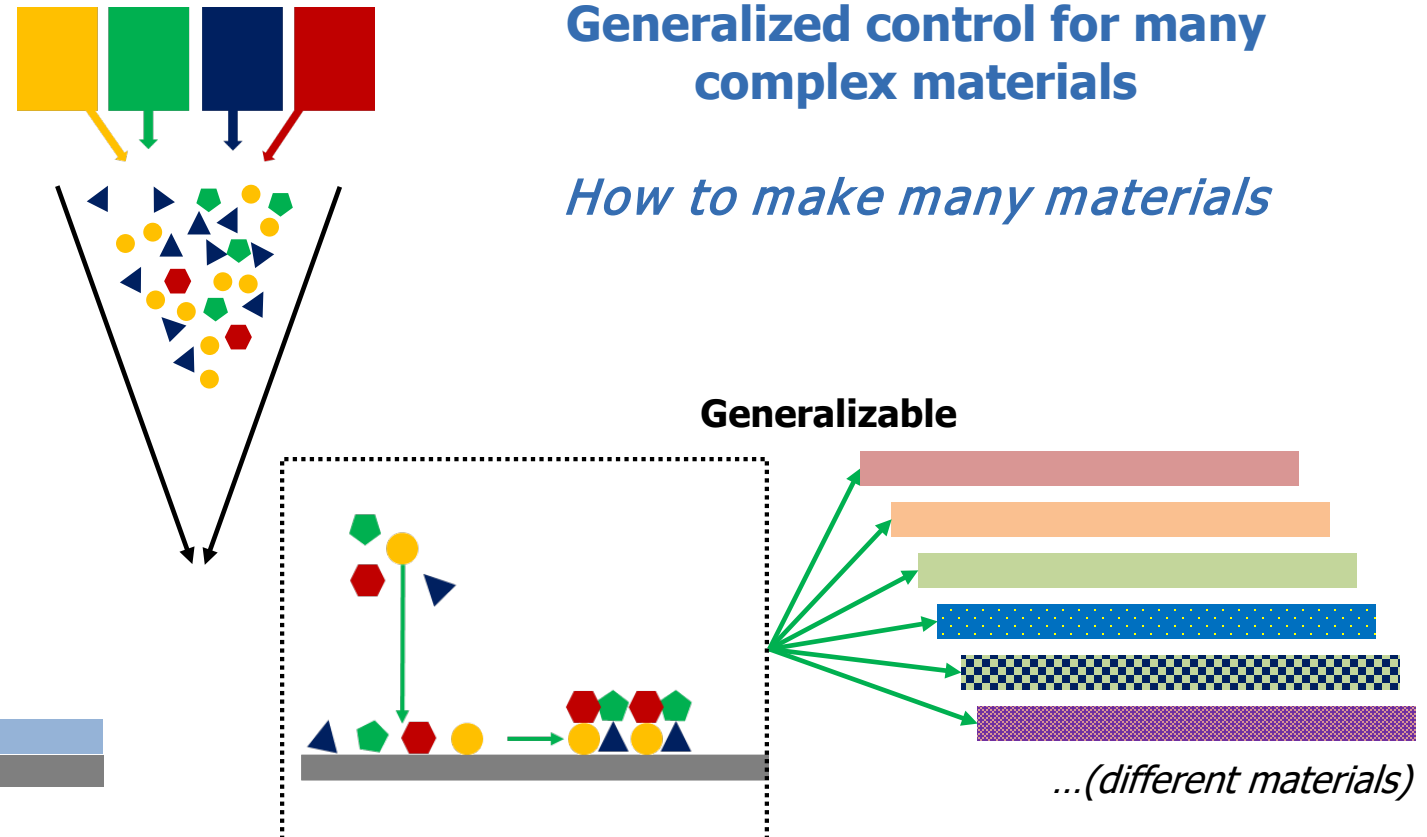 Generalized control for many
complex materials
How to make many materials
Generalizable
...(different materials)